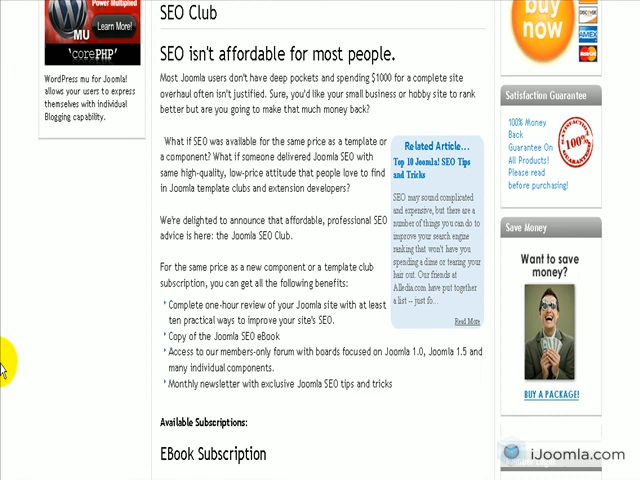 Power Multiplied
Learn More!
MU
'corePHP'
WordPress mu for Joomla!
allows your users to express
themselves with individual
Blogging capability.
SEO Club
SEO isn't affordable for most people.
Most Joomla users don't have deep pockets and spending $1000 for a complete site
overhaul often isn't justified. Sure, you'd like your small business or hobby site to rank
better but are you going to make that much money back?
What if SEO was available for the same price as a template or
a component? What if someone delivered Joomla SEO with
same high-quality, low-price attitude that people love to find
in Joomla template clubs and extension developers?
We're delighted to announce that affordable, professional SEO
advice is here: the Joomla SEO Club.
For the same price as a new component or a template club
subscription, you can get all the following benefits:
Complete one-hour review of your Joomla site with at least
ten practical ways to improve your site's SEO.
Copy of the Joomla SEO eBook
Access to our members-only forum with boards focused on Joomla 1.0, Joomla 1.5 and
many individual components.
Monthly newsletter with exclusive Joomla SEO tips and tricks
Available Subscriptions:
EBook Subscription
Related Article...
Top 10 Joomla! SEO Tips
and Tricks
SEO may sound complicated
and expensive, but there are a
number of things you can do to
improve your search engine
ranking that won't have you
spending a dime or tearing your
hair out. Our friends at
Alledia.com have put together
a list -- just fo...
Read More
buy
now
DISCOVER
AMEX
Satisfaction Guarantee
100% Money
Back
Guarantee On
All Products!
Please read
before purchasing!
SATISFACTION
100%
Save Money
Want to save
money?
BUY A PACKAGE!
iJoomla.com